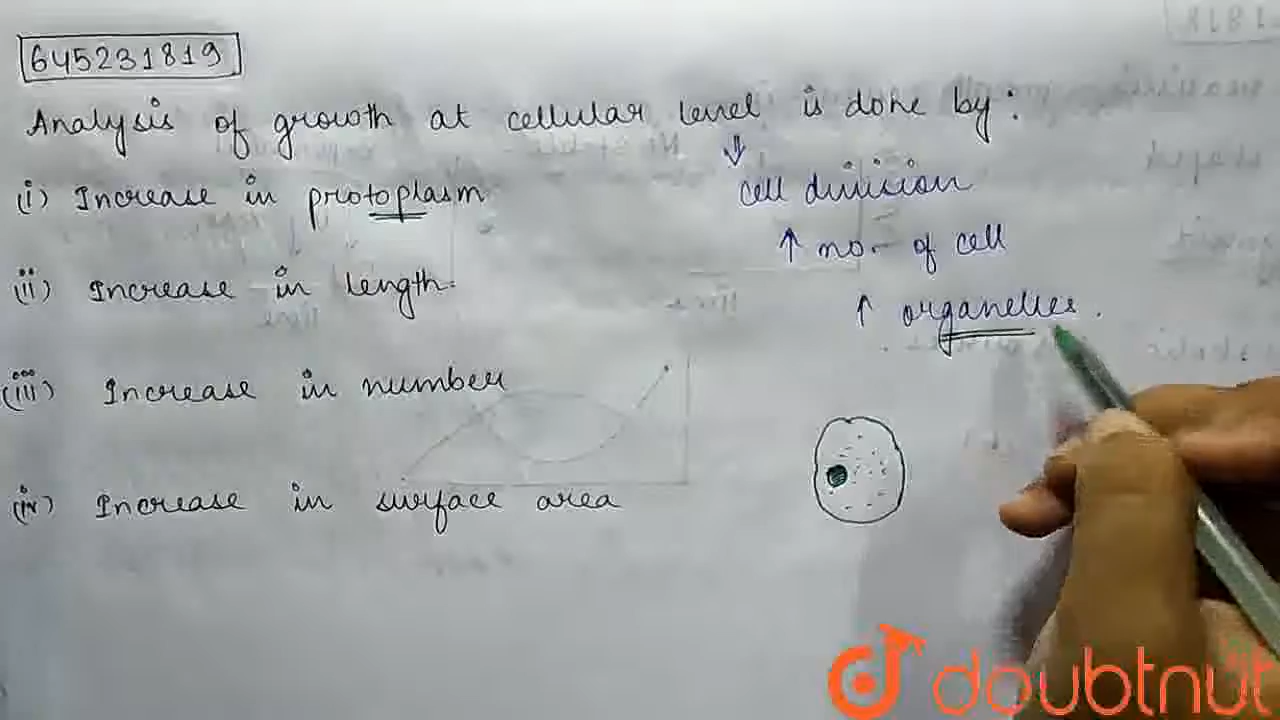 645231819
Analysis of growth at cellular level is done by:
(i) Increase in protoplasm
(ii) Increase in length.
(iii) Increase in number
(iv) Increase in surface area
⇓
cell division
↑ no. of cell
↑ organelles.
doubtnut